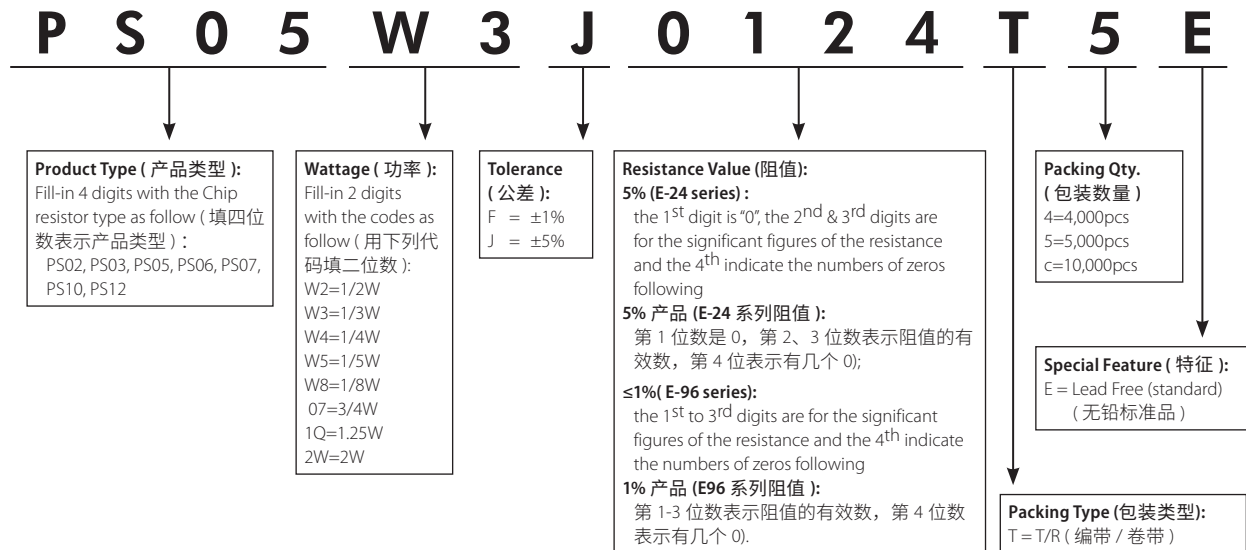 P S 0 5 W 3 J 0 1 2 4 T 5 E
Product Type ( 产品类型 ):
Fill-in 4 digits with the Chip
resistor type as follow ( 填四位
数表示产品类型 ) :
PS02, PS03, PS05, PS06, PS07,
PS10, PS12
Wattage ( 功率 ):
Fill-in 2 digits
with the codes as
follow ( 用下列代
码填二位数 ):
W2=1/2W
W3=1/3W
W4=1/4W
W5=1/5W
W8=1/8W
07=3/4W
1Q=1.25W
2W=2W
Tolerance
( 公差 ):
F = ±1%
J = ±5%
Resistance Value (阻值):
5% (E-24 series) :
the 1st digit is "0", the 2nd & 3rd digits are
for the significant figures of the resistance
and the 4th indicate the numbers of zeros
following
5% 产品 (E-24 系列阻值 ):
第 1 位数是 0，第 2、3 位数表示阻值的有
效数，第 4 位表示有几个 0);
≤1%( E-96 series):
the 1st to 3rd digits are for the significant
figures of the resistance and the 4th indicate
the numbers of zeros following
1% 产品 (E96 系列阻值 ):
第 1-3 位数表示阻值的有效数，第 4 位数
表示有几个 0).
Packing Qty.
( 包装数量 )
4=4,000pcs
5=5,000pcs
c=10,000pcs
Special Feature ( 特征 ):
E = Lead Free (standard)
( 无铅标准品 )
Packing Type (包装类型):
T = T/R ( 编带 / 卷带 )